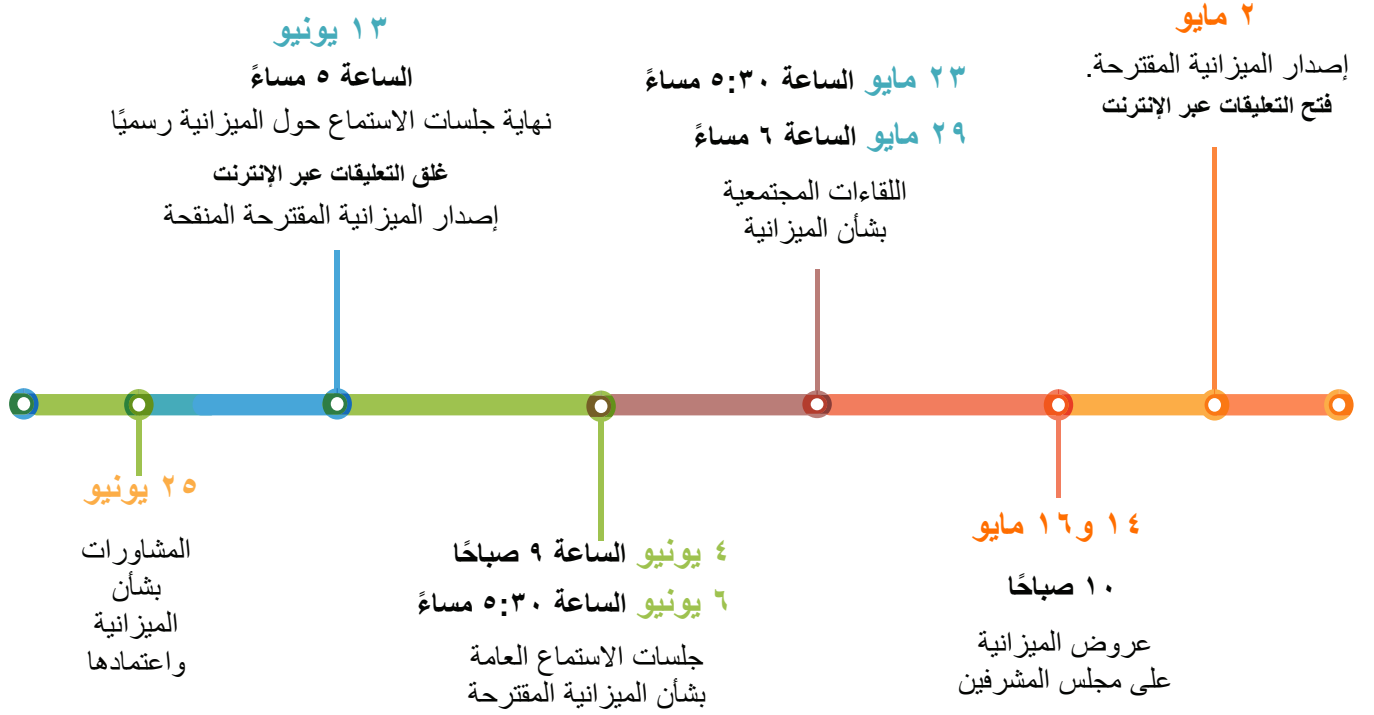 ٢ مايو
إصدار الميزانية المقترحة.
فتح التعليقات عبر الإنترنت
١٤ و١٦ مايو
١٠ صباحًا
عروض الميزانية
على مجلس المشرفين
٢٣ مايو الساعة ٥:٣٠ مساءً
٢٩ مايو الساعة ٦ مساءً
اللقاءات المجتمعية
بشأن الميزانية
٤ يونيو الساعة ٩ صباحًا
٦ يونيو الساعة ٥:٣٠ مساءً
جلسات الاستماع العامة
بشأن الميزانية المقترحة
١٣ يونيو
الساعة ٥ مساءً
نهاية جلسات الاستماع حول الميزانية رسميًا
غلق التعليقات عبر الإنترنت
إصدار الميزانية المقترحة المنقحة
٢٥ يونيو
المشاورات
بشأن
الميزانية
واعتمادها